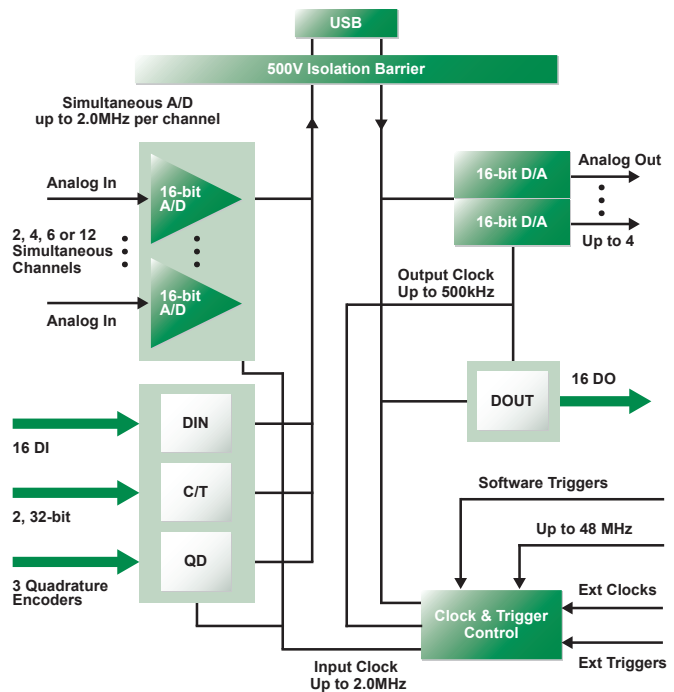 USB
500V Isolation Barrier
Simultaneous A/D
up to 2.0MHz per channel
Analog In
16-bit
A/D
2, 4, 6 or 12
Simultaneous
Channels
16-bit
A/D
Analog In
16-bit D/A
Analog Out
16-bit D/A
Up to 4
Output Clock
Up to 500kHz
16 DO
DOUT
DIN
16 DI
C/T
2, 32-bit
QD
3 Quadrature
Encoders
Software Triggers
Up to 48 MHz
Ext Clocks
Clock & Trigger
Control
Ext Triggers
Input Clock
Up to 2.0MHz